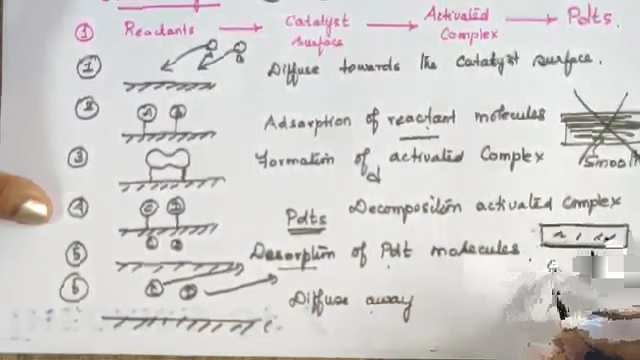 ① Reactants → Catalyst surface → Activated Complex → Pdts.
① Diffuse towards the catalyst surface.
② A B Adsorption of reactant molecules
③ Formation of activated Complex Smooth
④ C D Pdts Decomposition activated Complex
⑤ Desorption of Pdt molecules.
⑥ Diffuse away